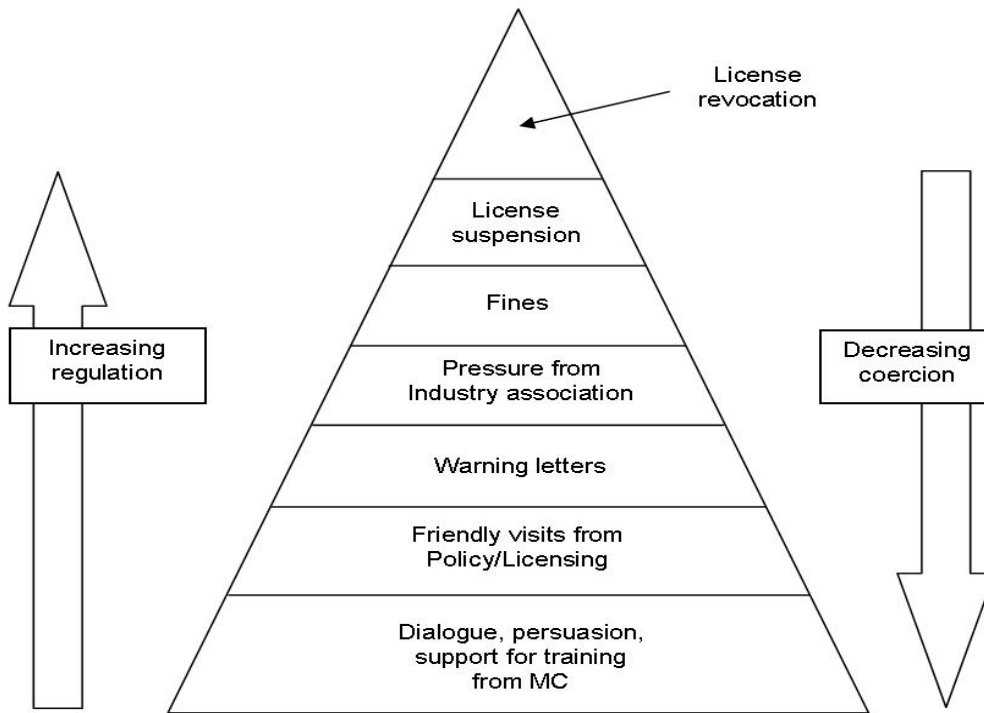 License
revocation
License
suspension
Fines
Increasing
regulation
Decreasing
coercion
Pressure from
Industry association
Warning letters
Friendly visits from
Policy/Licensing
Dialogue, persuasion,
support for training
from MC